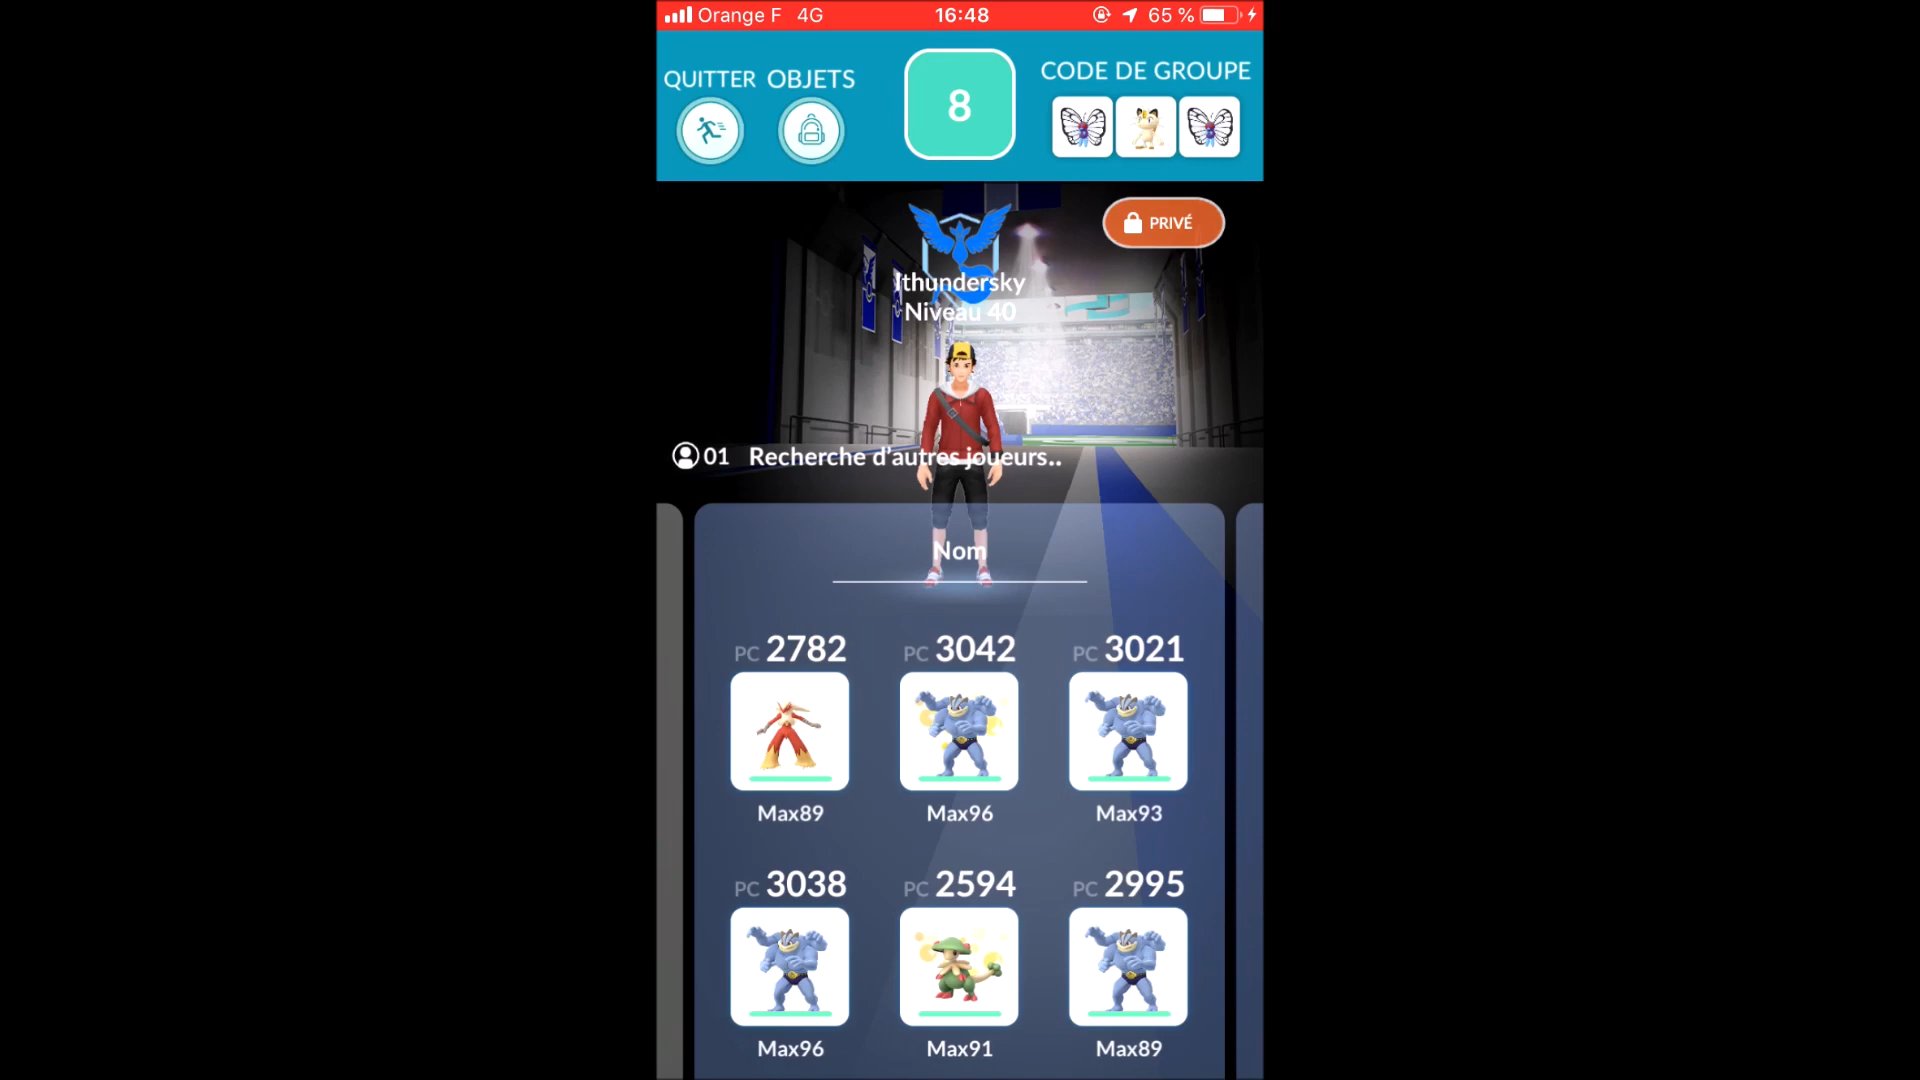 Orange F 4G 16:48 65 %
QUITTER OBJETS 8 CODE DE GROUPE
PRIVÉ
Ithundersky
Niveau 40
01 Recherche d'autres joueurs..
Nom
PC 2782 PC 3042 PC 3021
Max89 Max96 Max93
PC 3038 PC 2594 PC 2995
Max96 Max91 Max89